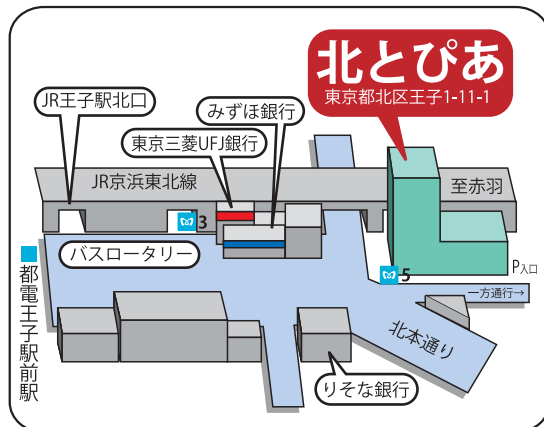 北とぴあ
東京都北区王子1-11-1
JR王子駅北口
みずほ銀行
東京三菱UFJ銀行
JR京浜東北線
至赤羽
3
バスロータリー
都電王子駅前駅
5
P入口
一方通行→
北本通り
りそな銀行